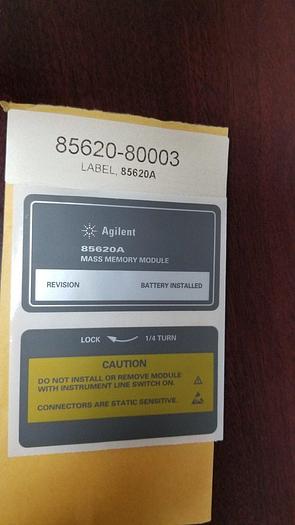 85620-80003
LABEL, 85620A
Agilent
85620A
MASS MEMORY MODULE
REVISION BATTERY INSTALLED
LOCK 1/4 TURN
CAUTION
DO NOT INSTALL OR REMOVE MODULE
WITH INSTRUMENT LINE SWITCH ON.
CONNECTORS ARE STATIC SENSITIVE.